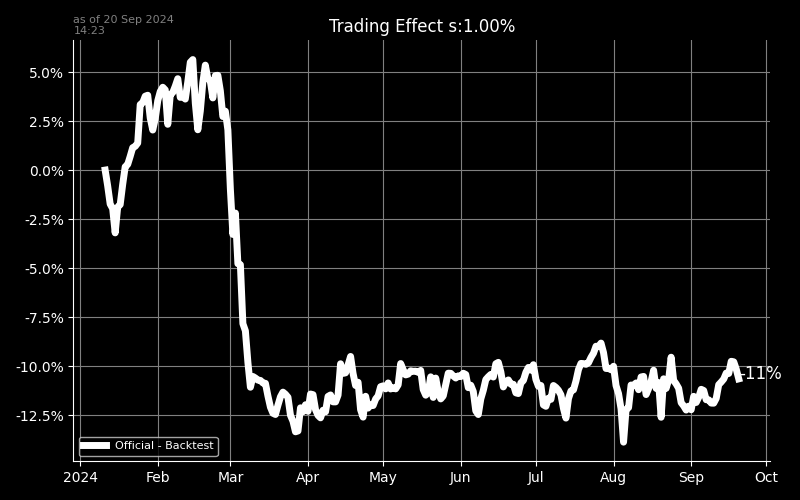 as of 20 Sep 2024
14:23
Trading Effect s:1.00%
5.0%
2.5%
0.0%
-2.5%
-5.0%
-7.5%
-10.0%
-12.5%
-11%
Official - Backtest
2024 Feb Mar Apr May Jun Jul Aug Sep Oct